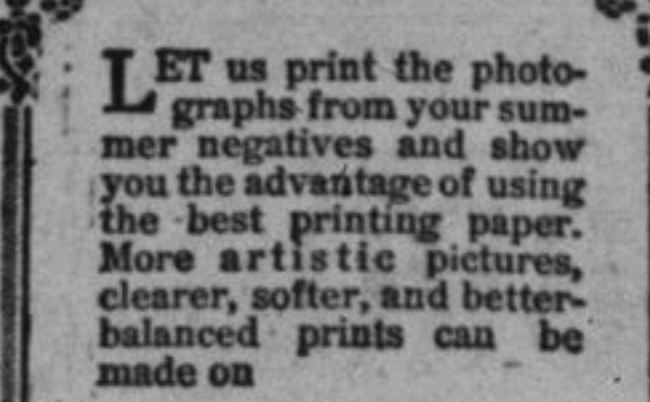 LET us print the photo-
graphs from your sum-
mer negatives and show
you the advantage of using
the best printing paper.
More artistic pictures,
clearer, softer, and better-
balanced prints can be
made on